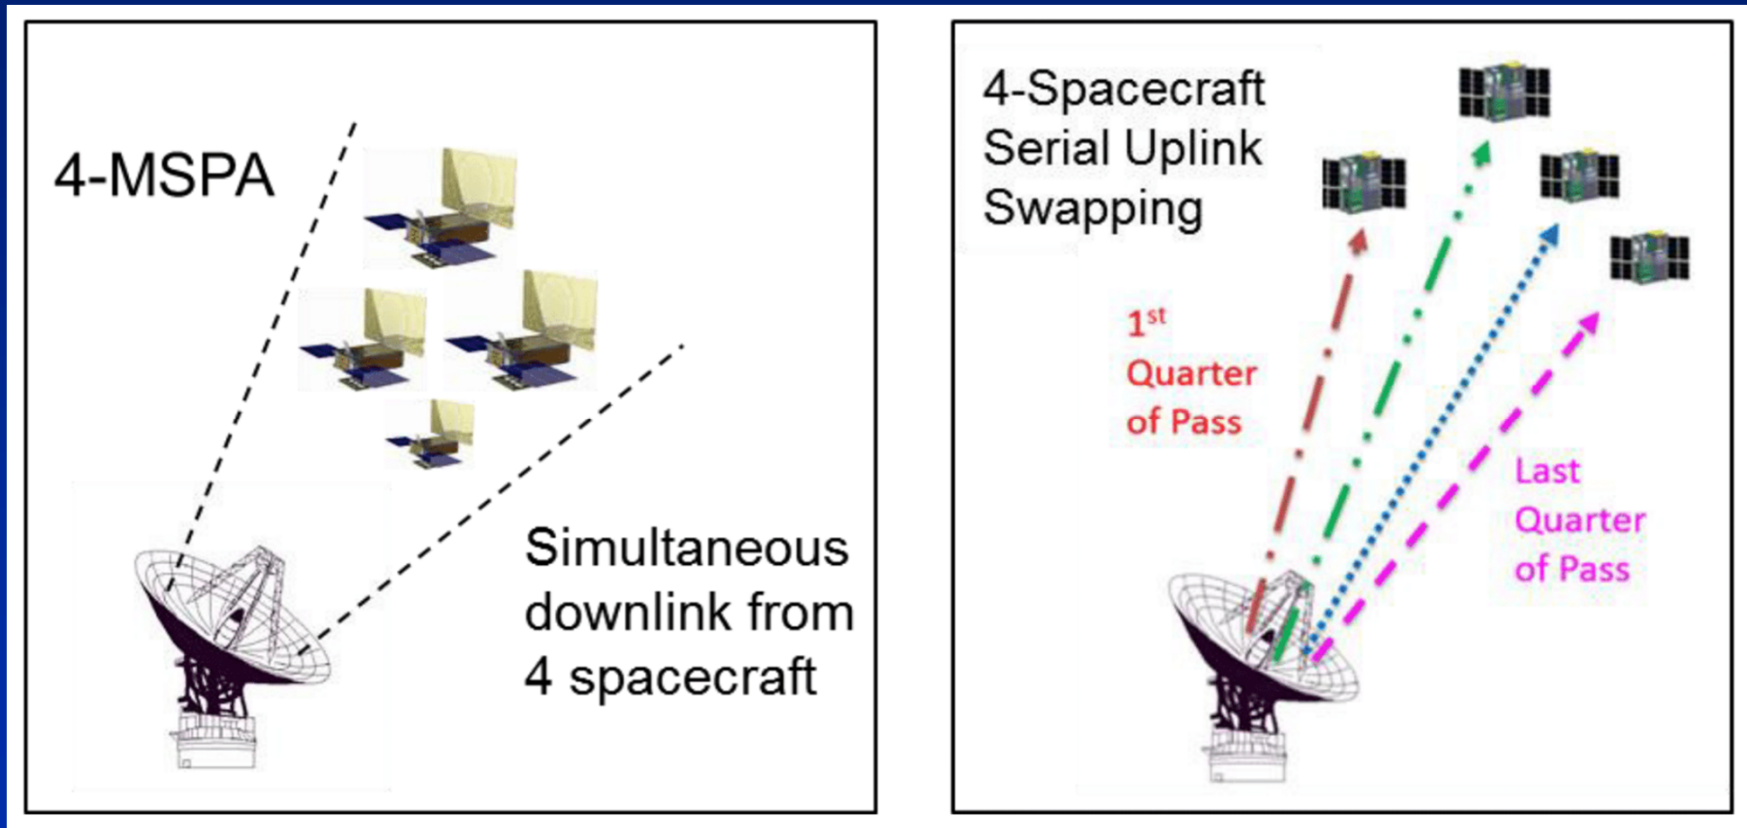 4-MSPA
Simultaneous
downlink from
4 spacecraft
4-Spacecraft
Serial Uplink
Swapping
1st
Quarter
of Pass
Last
Quarter
of Pass